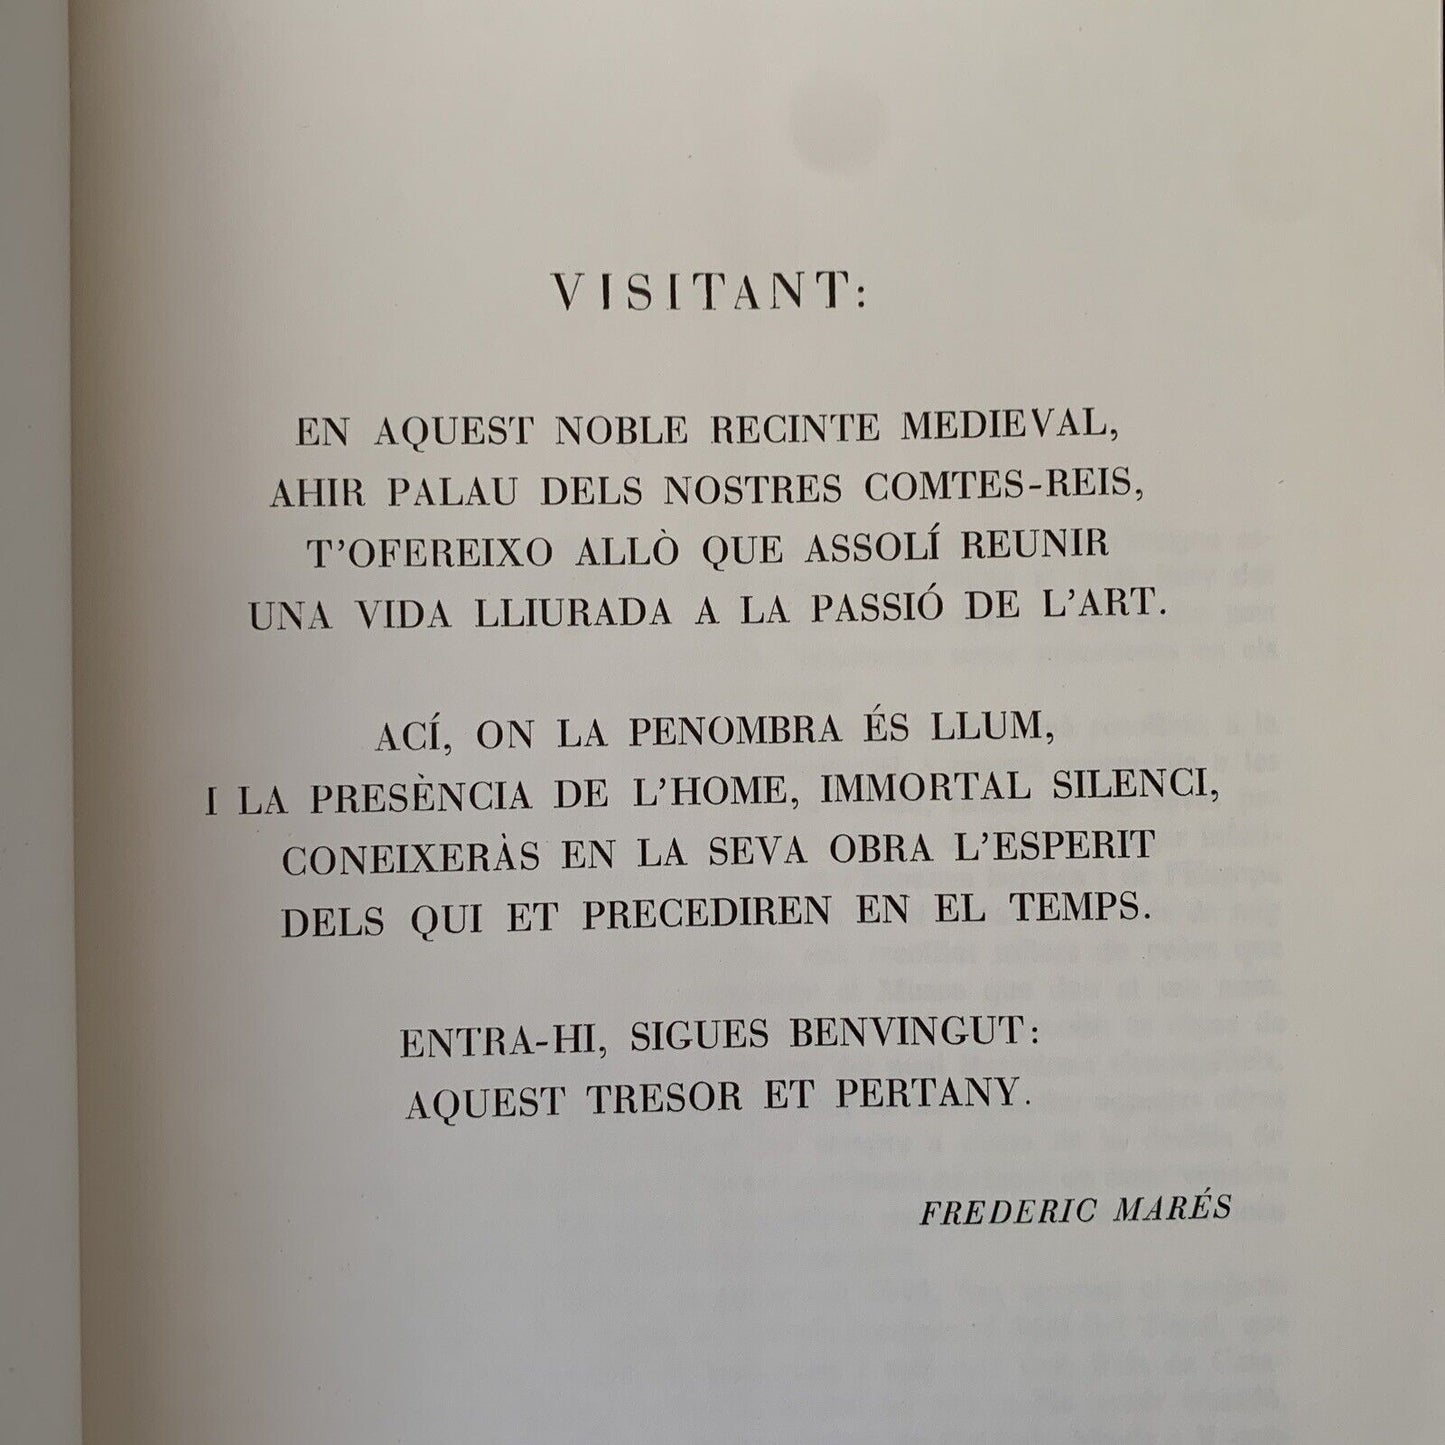 VISITANT:
EN AQUEST NOBLE RECINTE MEDIEVAL,
AHIR PALAU DELS NOSTRES COMTES-REIS,
T'OFEREIXO ALLÒ QUE ASSOLÍ REUNIR
UNA VIDA LLIURADA A LA PASSIÓ DE L'ART.
ACÍ, ON LA PENOMBRA ÉS LLUM,
I LA PRESÈNCIA DE L'HOME, IMMORTAL SILENCI,
CONEIXERÀS EN LA SEVA OBRA L'ESPERIT
DELS QUI ET PRECEDIREN EN EL TEMPS.
ENTRA-HI, SIGUES BENVINGUT:
AQUEST TRESOR ET PERTANY.
FREDERIC MARÉS